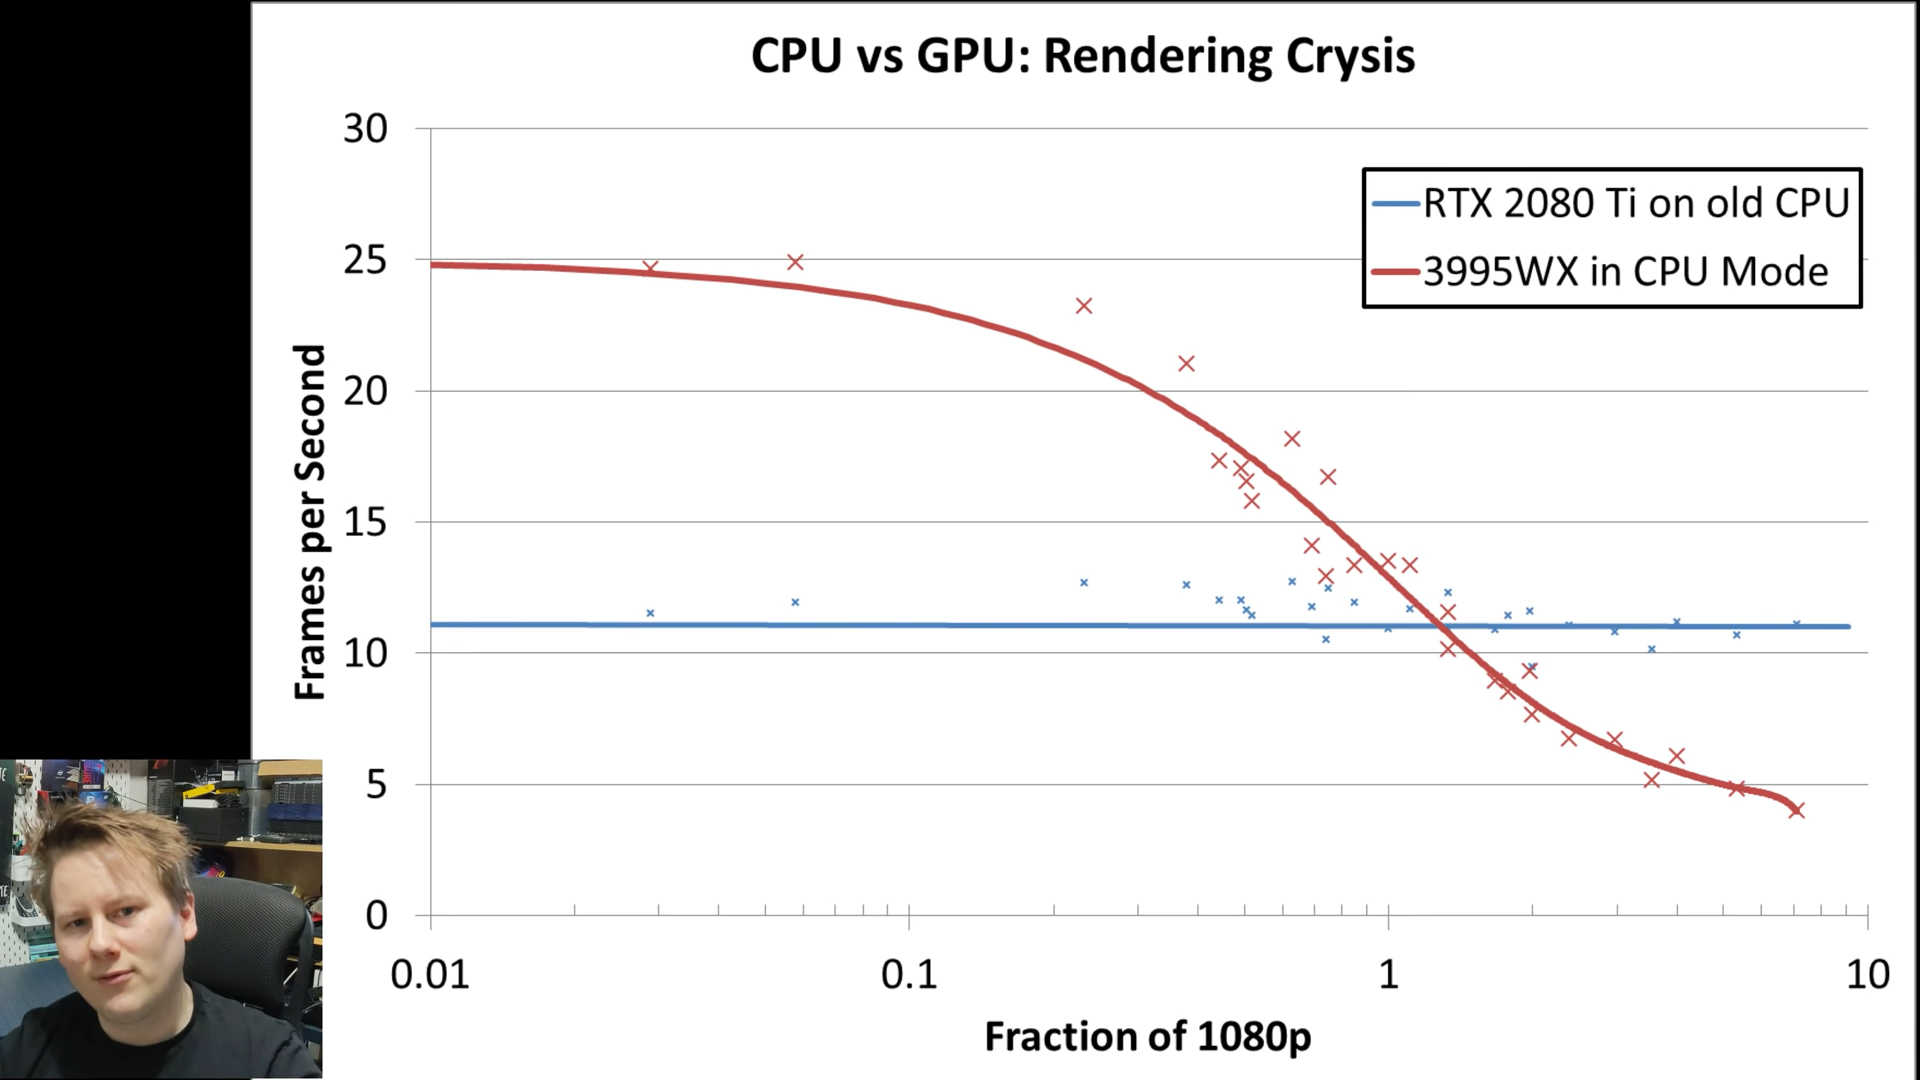 CPU vs GPU: Rendering Crysis
30
25
20
15
10
5
0
Frames per Second
RTX 2080 Ti on old CPU
3995WX in CPU Mode
0.01
0.1
1
10
Fraction of 1080p